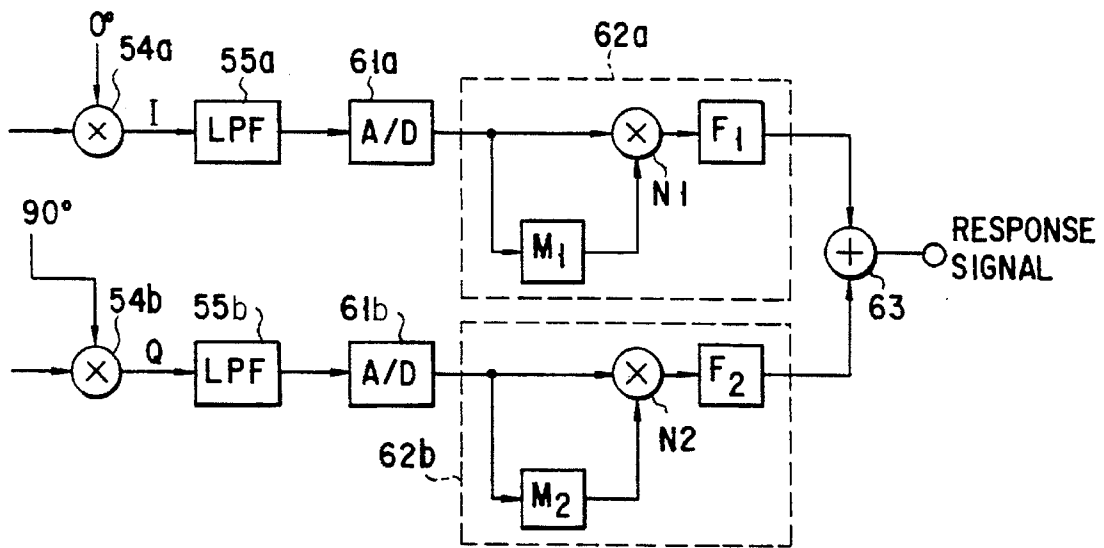 0°
54a
I
55a
LPF
61a
A/D
62a
×
N1
F1
M1
90°
54b
Q
55b
LPF
61b
A/D
62b
×
N2
F2
M2
+
63
RESPONSE
SIGNAL